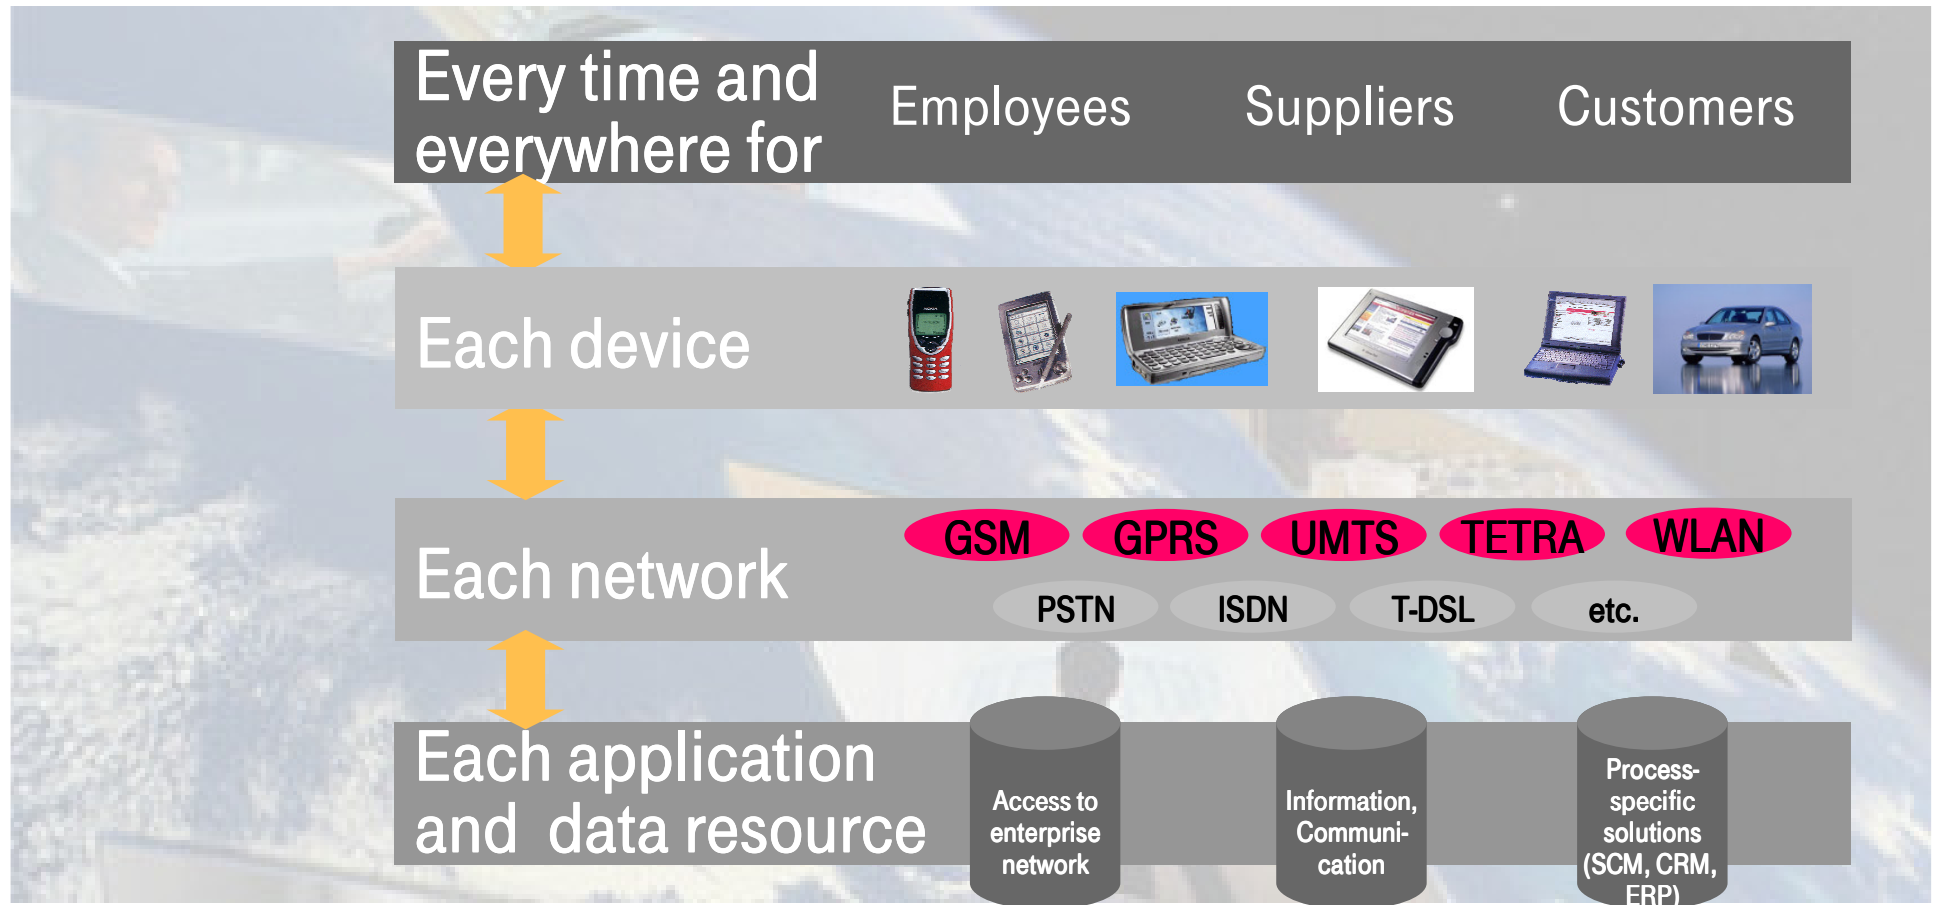 Every time and
everywhere for
Employees Suppliers Customers
Each device
Each network
GSM GPRS UMTS TETRA WLAN
PSTN ISDN T-DSL etc.
Each application
and data resource
Access to
enterprise
network
Information,
Communi-
cation
Process-
specific
solutions
(SCM, CRM,
ERP)